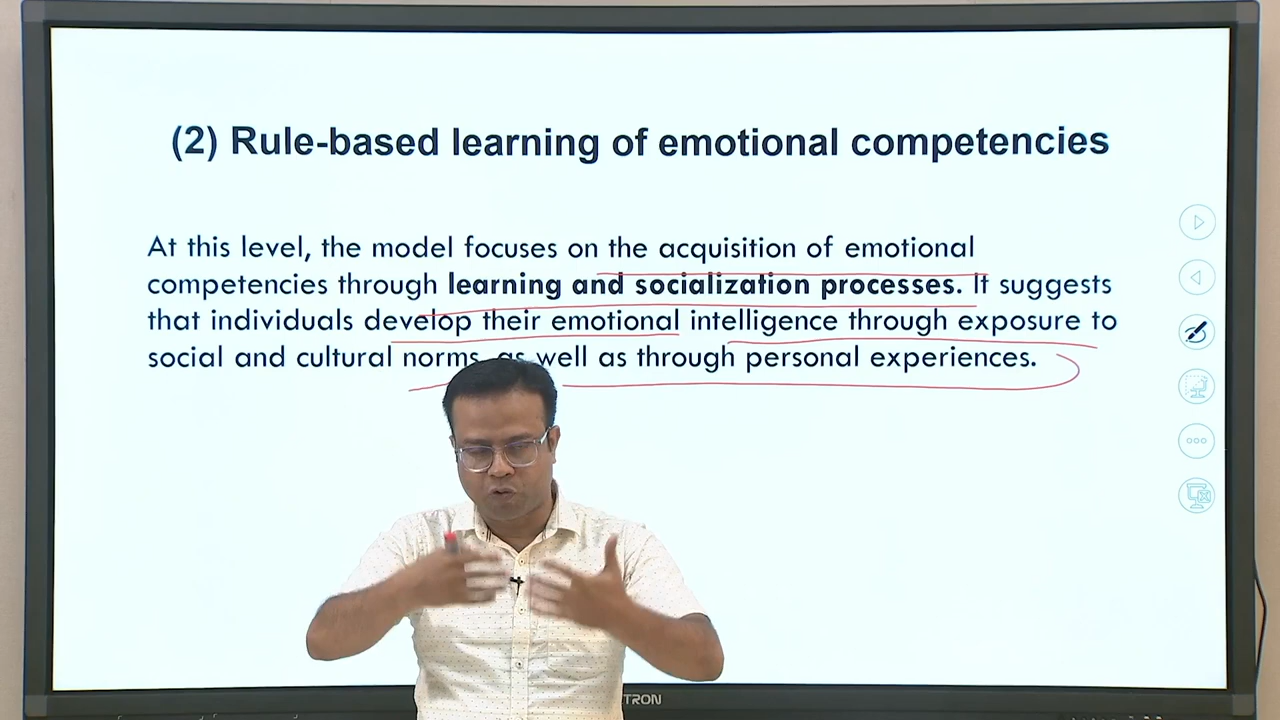 (2) Rule-based learning of emotional competencies
At this level, the model focuses on the acquisition of emotional
competencies through learning and socialization processes. It suggests
that individuals develop their emotional intelligence through exposure to
social and cultural norms, as well as through personal experiences.
TRON